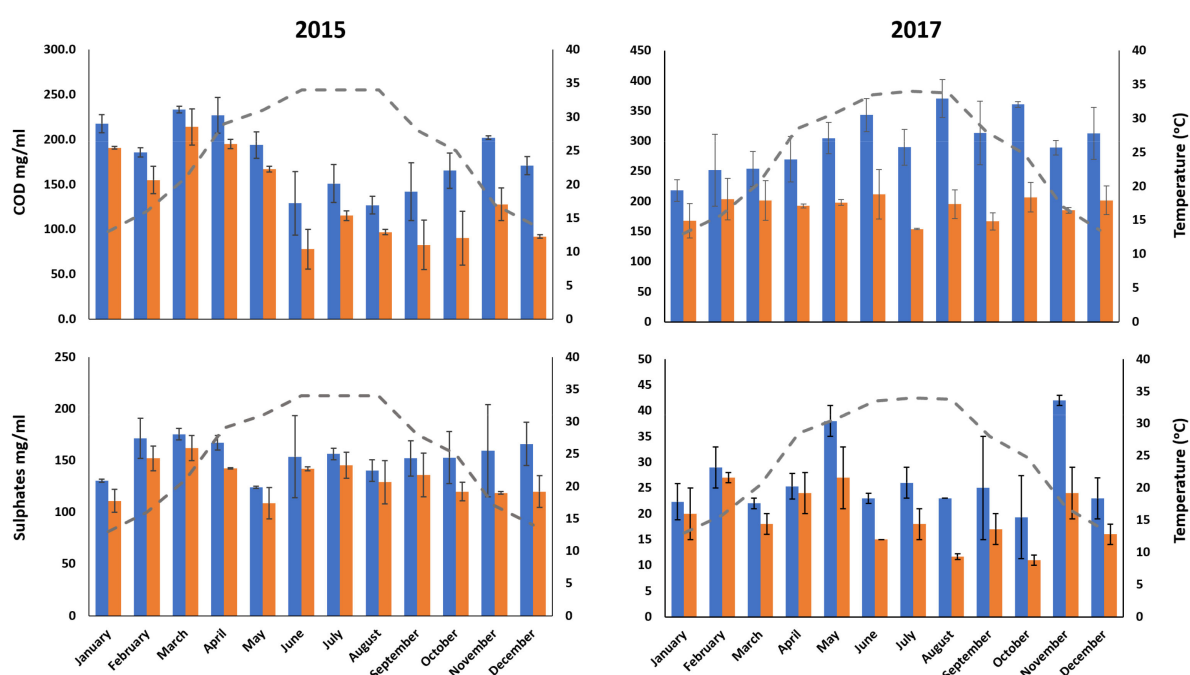 2015
2017
COD mg/ml
300.0
250.0
200.0
150.0
100.0
50.0
0.0
40
35
30
25
20
15
10
5
0
450
400
350
300
250
200
150
100
50
0
40
35
30
25
20
15
10
5
0
Temperature (°C)
Sulphates mg/ml
250
200
150
100
50
0
40
35
30
25
20
15
10
5
0
50
45
40
35
30
25
20
15
10
5
0
40
35
30
25
20
15
10
5
0
Temperature (°C)
January
February
March
April
May
June
July
August
September
October
November
December
January
February
March
April
May
June
July
August
September
October
November
December